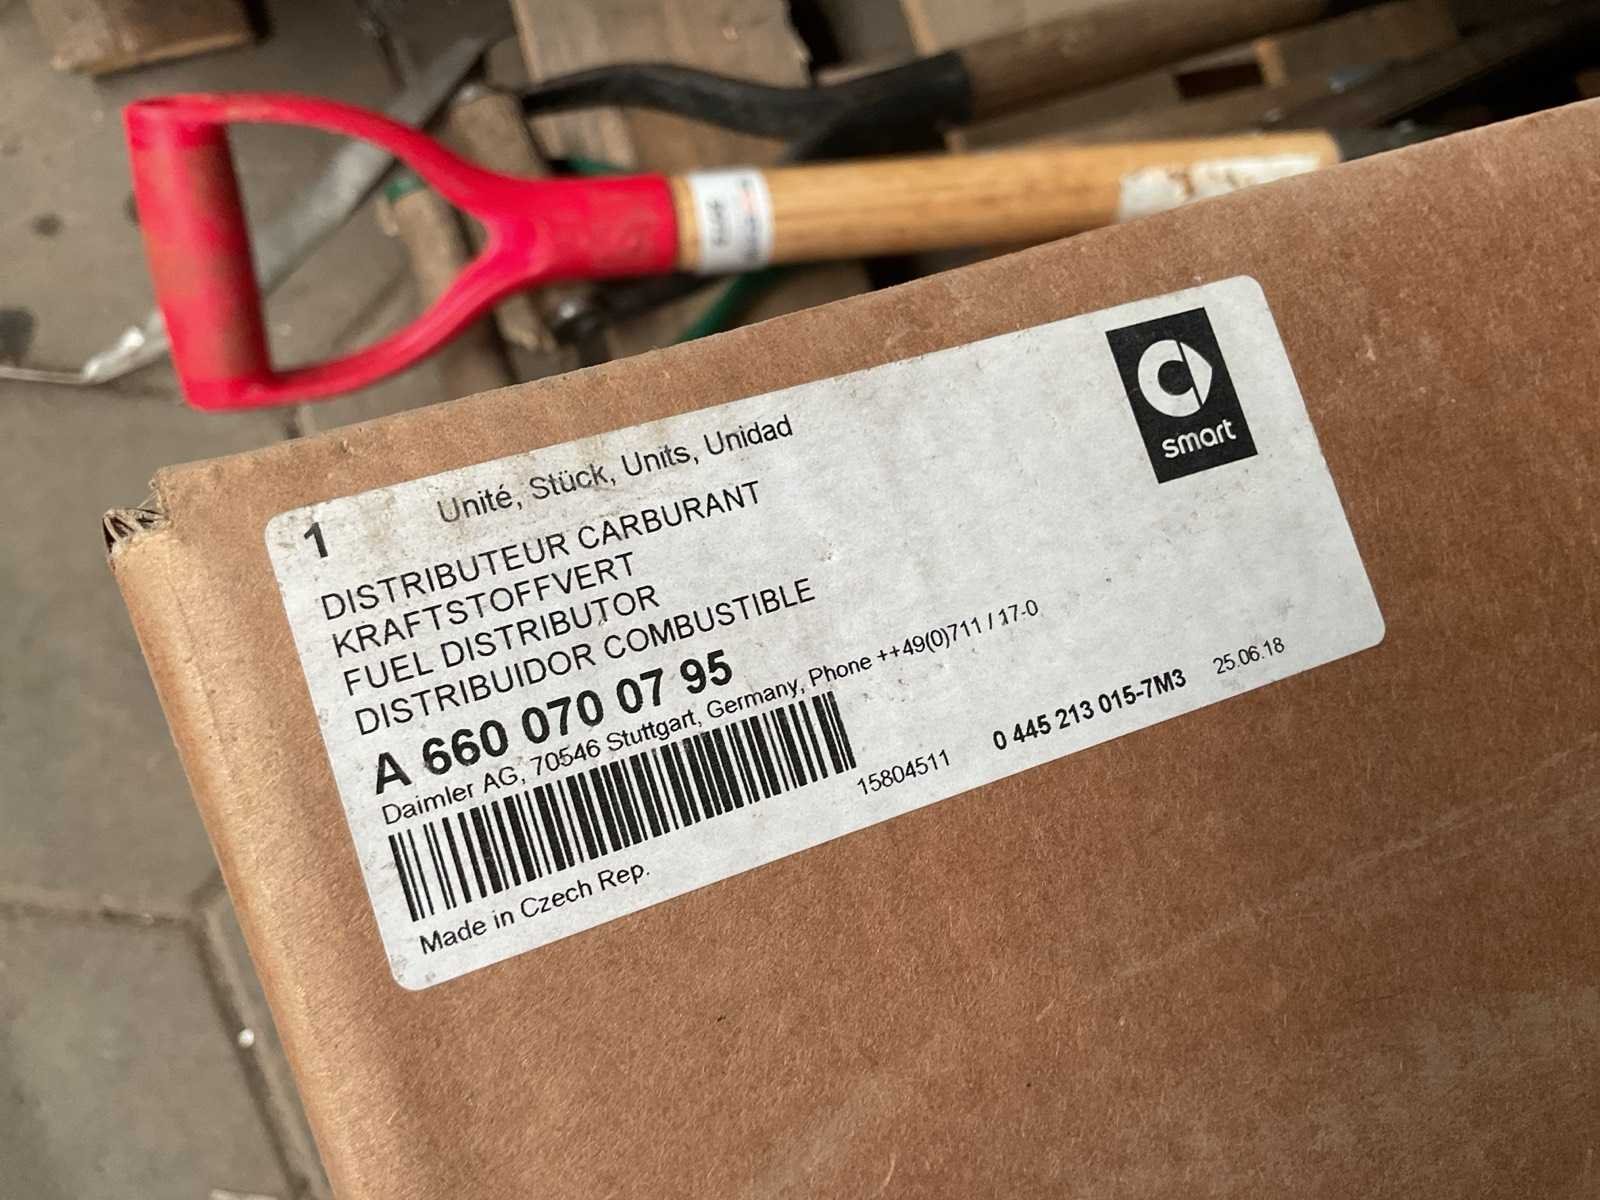 smart
1 Unité, Stück, Units, Unidad
DISTRIBUTEUR CARBURANT
KRAFTSTOFFVERT
FUEL DISTRIBUTOR
DISTRIBUIDOR COMBUSTIBLE
A 660 070 07 95
Daimler AG, 70546 Stuttgart, Germany, Phone ++49(0)711 / 17-0
15804511 0 445 213 015-7M3 25.06.18
Made in Czech Rep.